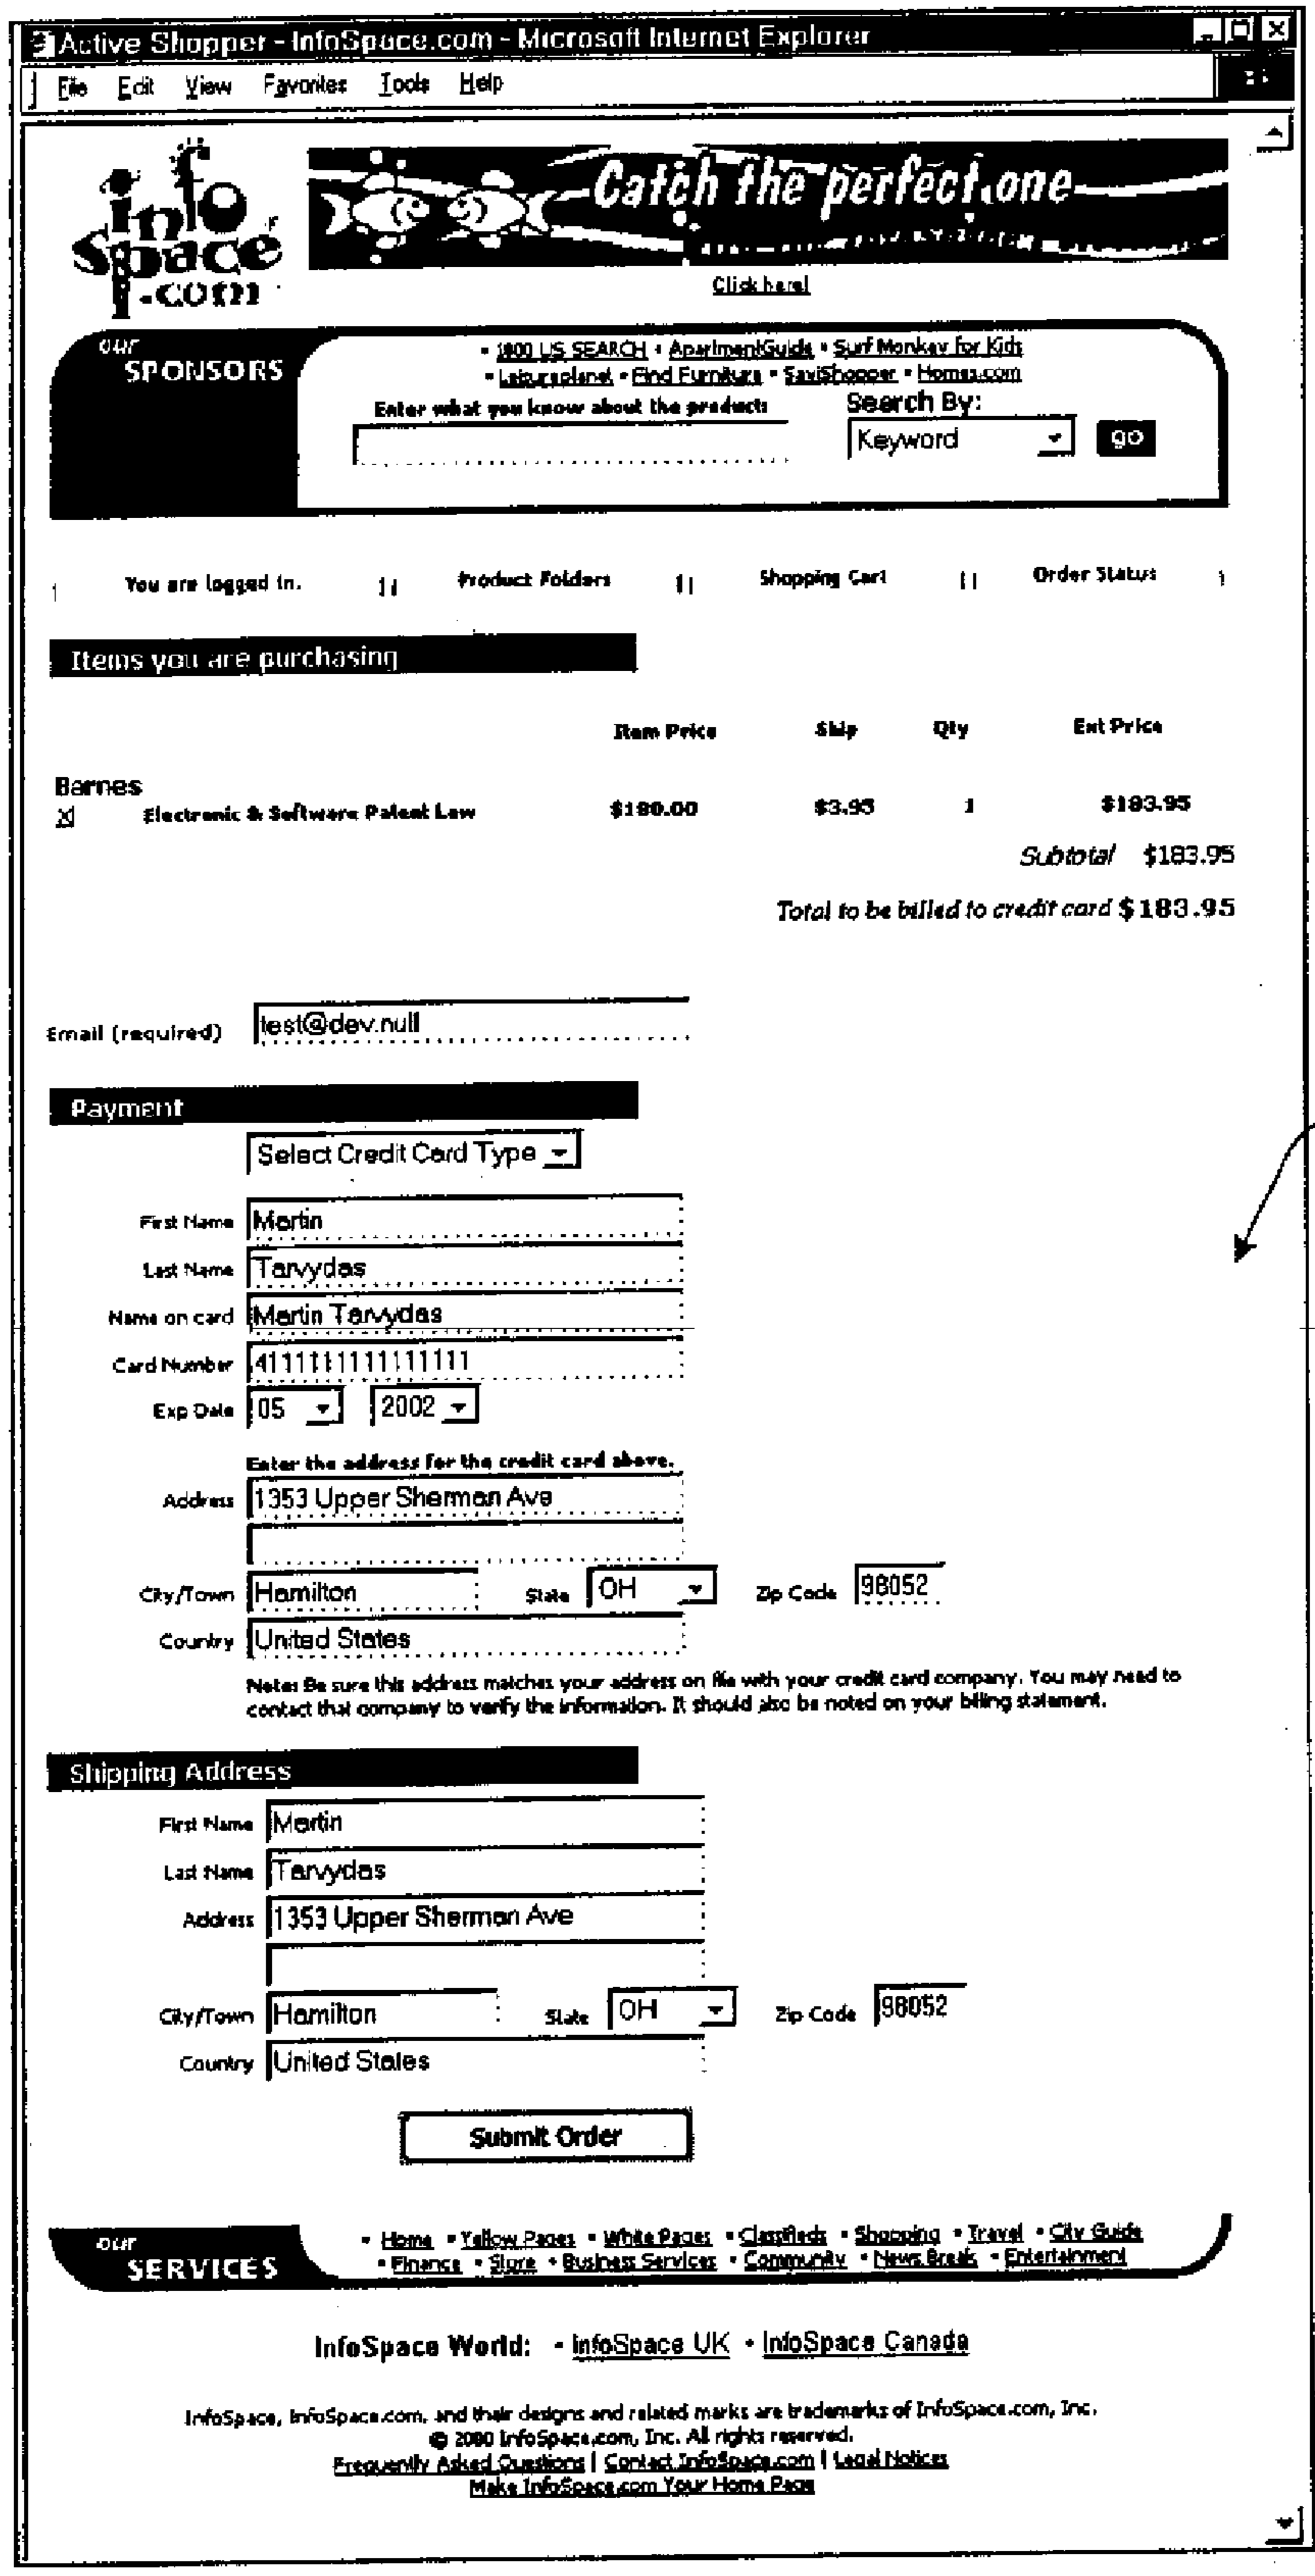 Active Shopper - InfoSpace.com - Microsoft Internet Explorer
File Edit View Favorites Tools Help
info
space
.com
Catch the perfect one
Click here!
our
SPONSORS
• 1800 US SEARCH • ApartmentGuide • Surf Monkey for Kids
• Leisureplanet • Find Furniture • SaviShopper • Homes.com
Enter what you know about the product: Search By:
Keyword go
You are logged in. Product Folders Shopping Cart Order Status
Items you are purchasing
Item Price Ship Qty Ext Price
Barnes
Electronic & Software Patent Law $180.00 $3.95 1 $183.95
Subtotal $183.95
Total to be billed to credit card $183.95
Email (required) test@dev.null
Payment
Select Credit Card Type
First Name Martin
Last Name Tarvydas
Name on card Martin Tarvydas
Card Number 4111111111111111
Exp Date 05 2002
Enter the address for the credit card above.
Address 1353 Upper Sherman Ave
City/Town Hamilton State OH Zip Code 98052
Country United States
Note: Be sure this address matches your address on file with your credit card company. You may need to
contact that company to verify the information. It should also be noted on your billing statement.
Shipping Address
First Name Martin
Last Name Tarvydas
Address 1353 Upper Sherman Ave
City/Town Hamilton State OH Zip Code 98052
Country United States
Submit Order
our
SERVICES
• Home • Yellow Pages • White Pages • Classifieds • Shopping • Travel • City Guide
• Finance • Store • Business Services • Community • News Break • Entertainment
InfoSpace World: • InfoSpace UK • InfoSpace Canada
InfoSpace, InfoSpace.com, and their designs and related marks are trademarks of InfoSpace.com, Inc.
© 2000 InfoSpace.com, Inc. All rights reserved.
Frequently Asked Questions | Contact InfoSpace.com | Legal Notices
Make InfoSpace.com Your Home Page